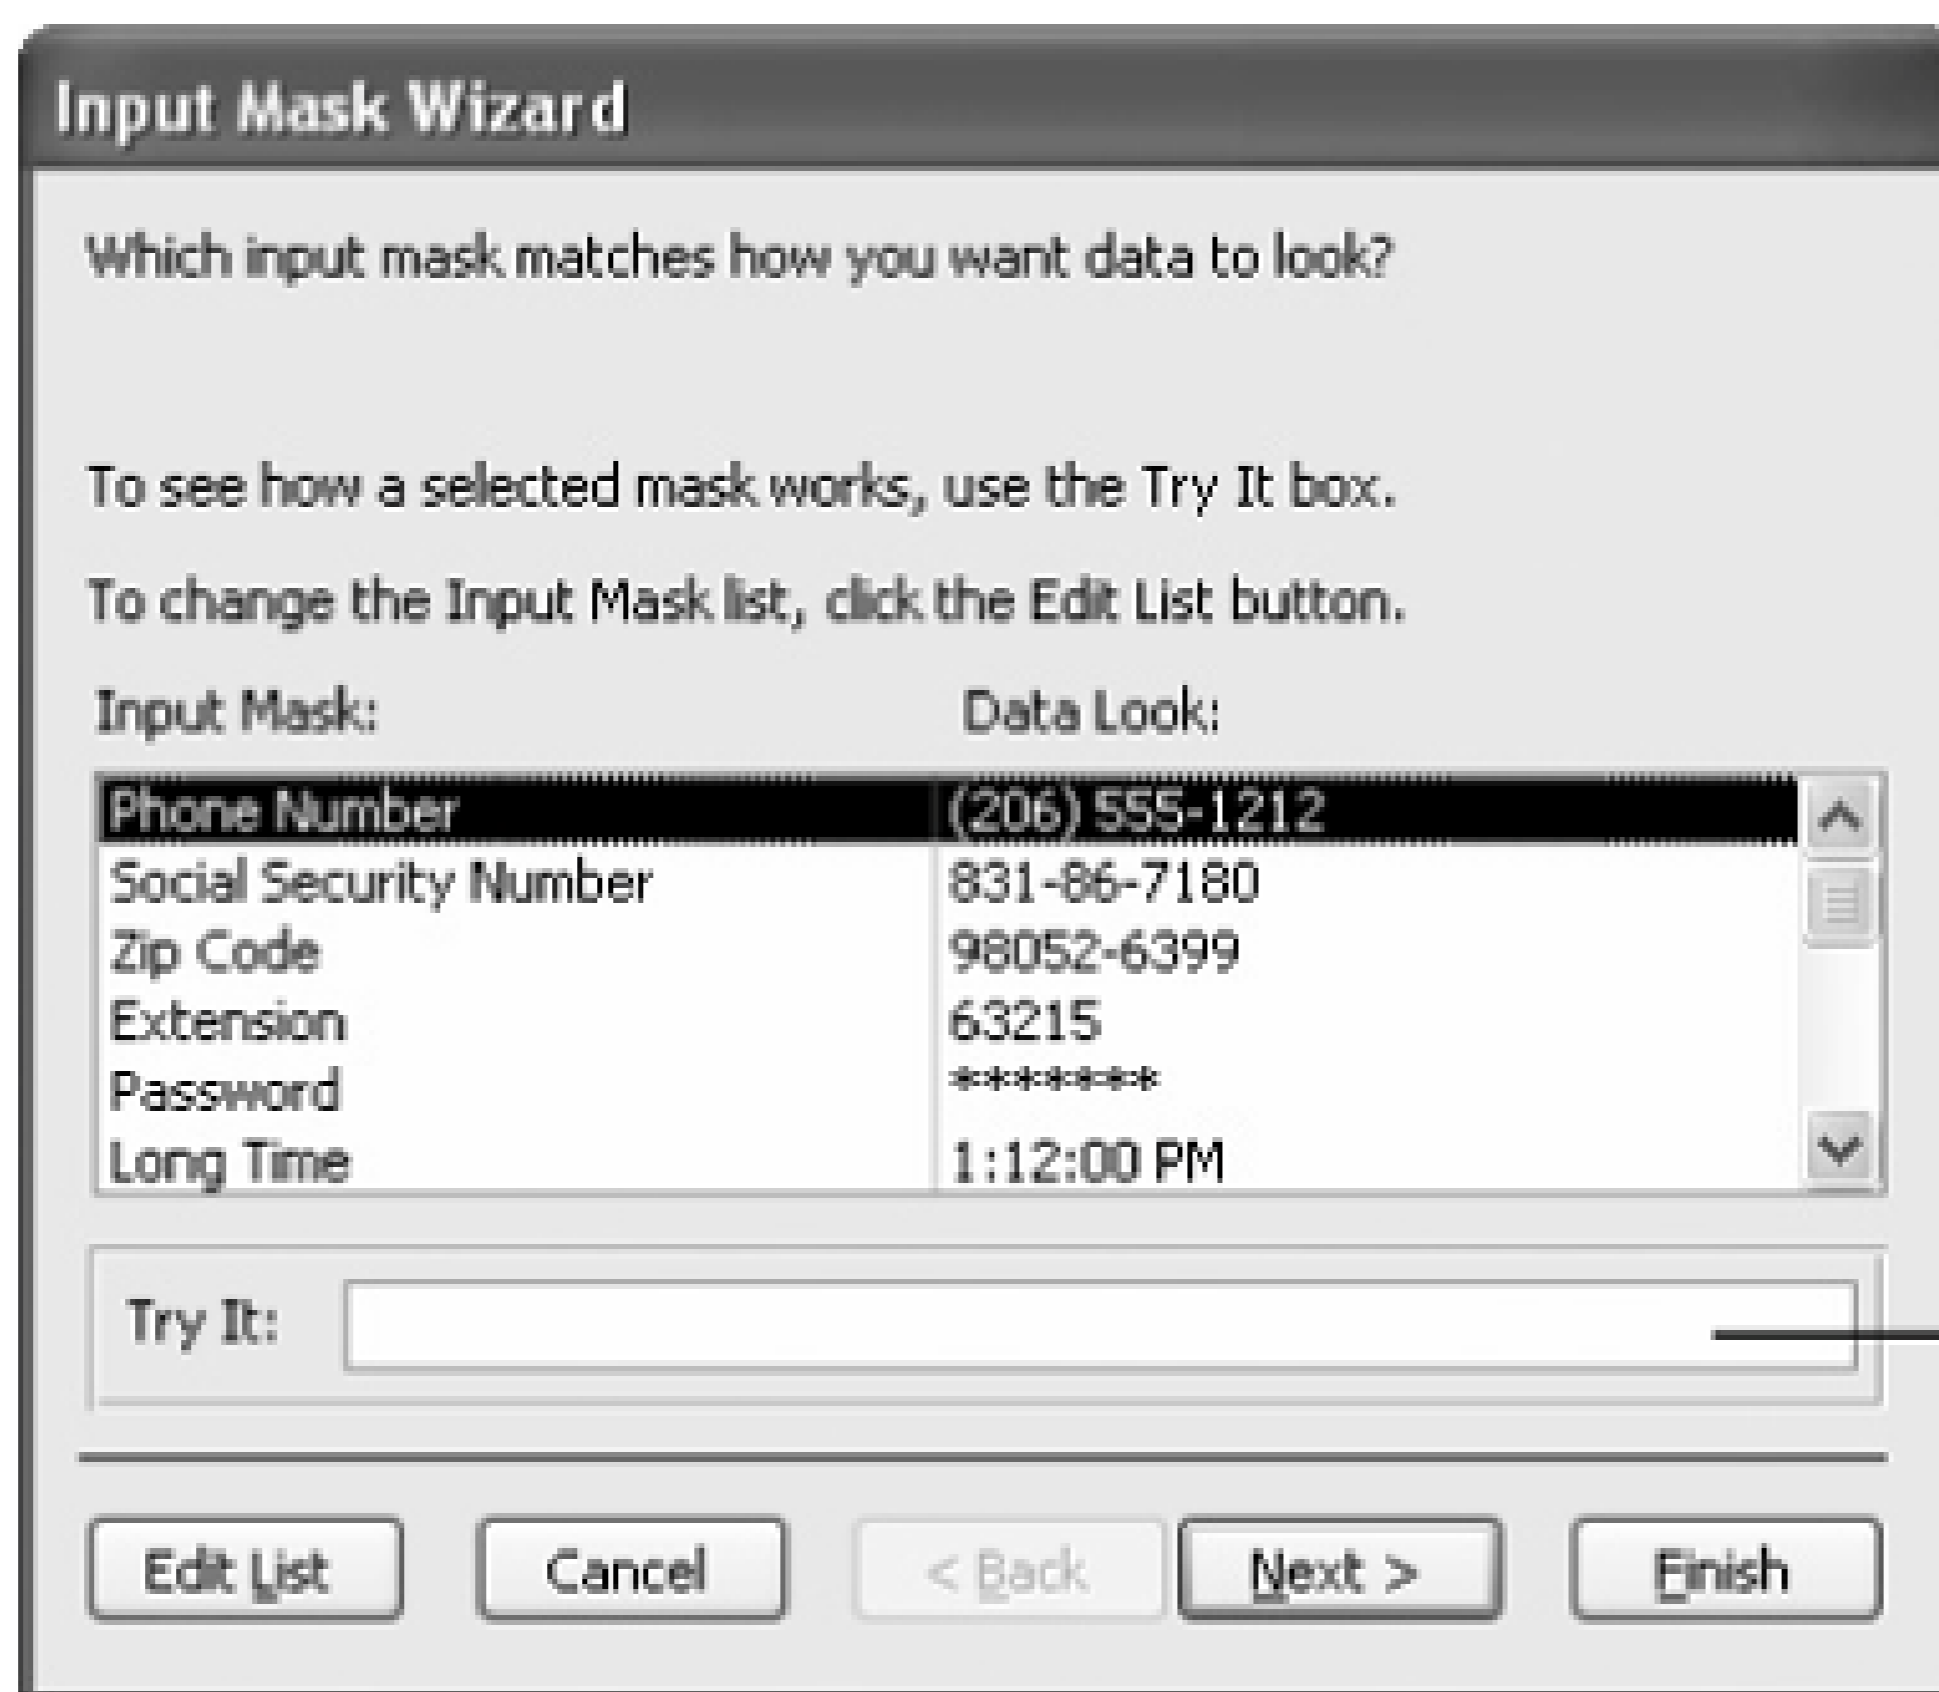 Input Mask Wizard
Which input mask matches how you want data to look?
To see how a selected mask works, use the Try It box.
To change the Input Mask list, click the Edit List button.
Input Mask: Data Look:
Phone Number (206) 555-1212
Social Security Number 831-86-7180
Zip Code 98052-6399
Extension 63215
Password *******
Long Time 1:12:00 PM
Try It:
Edit List Cancel < Back Next > Finish